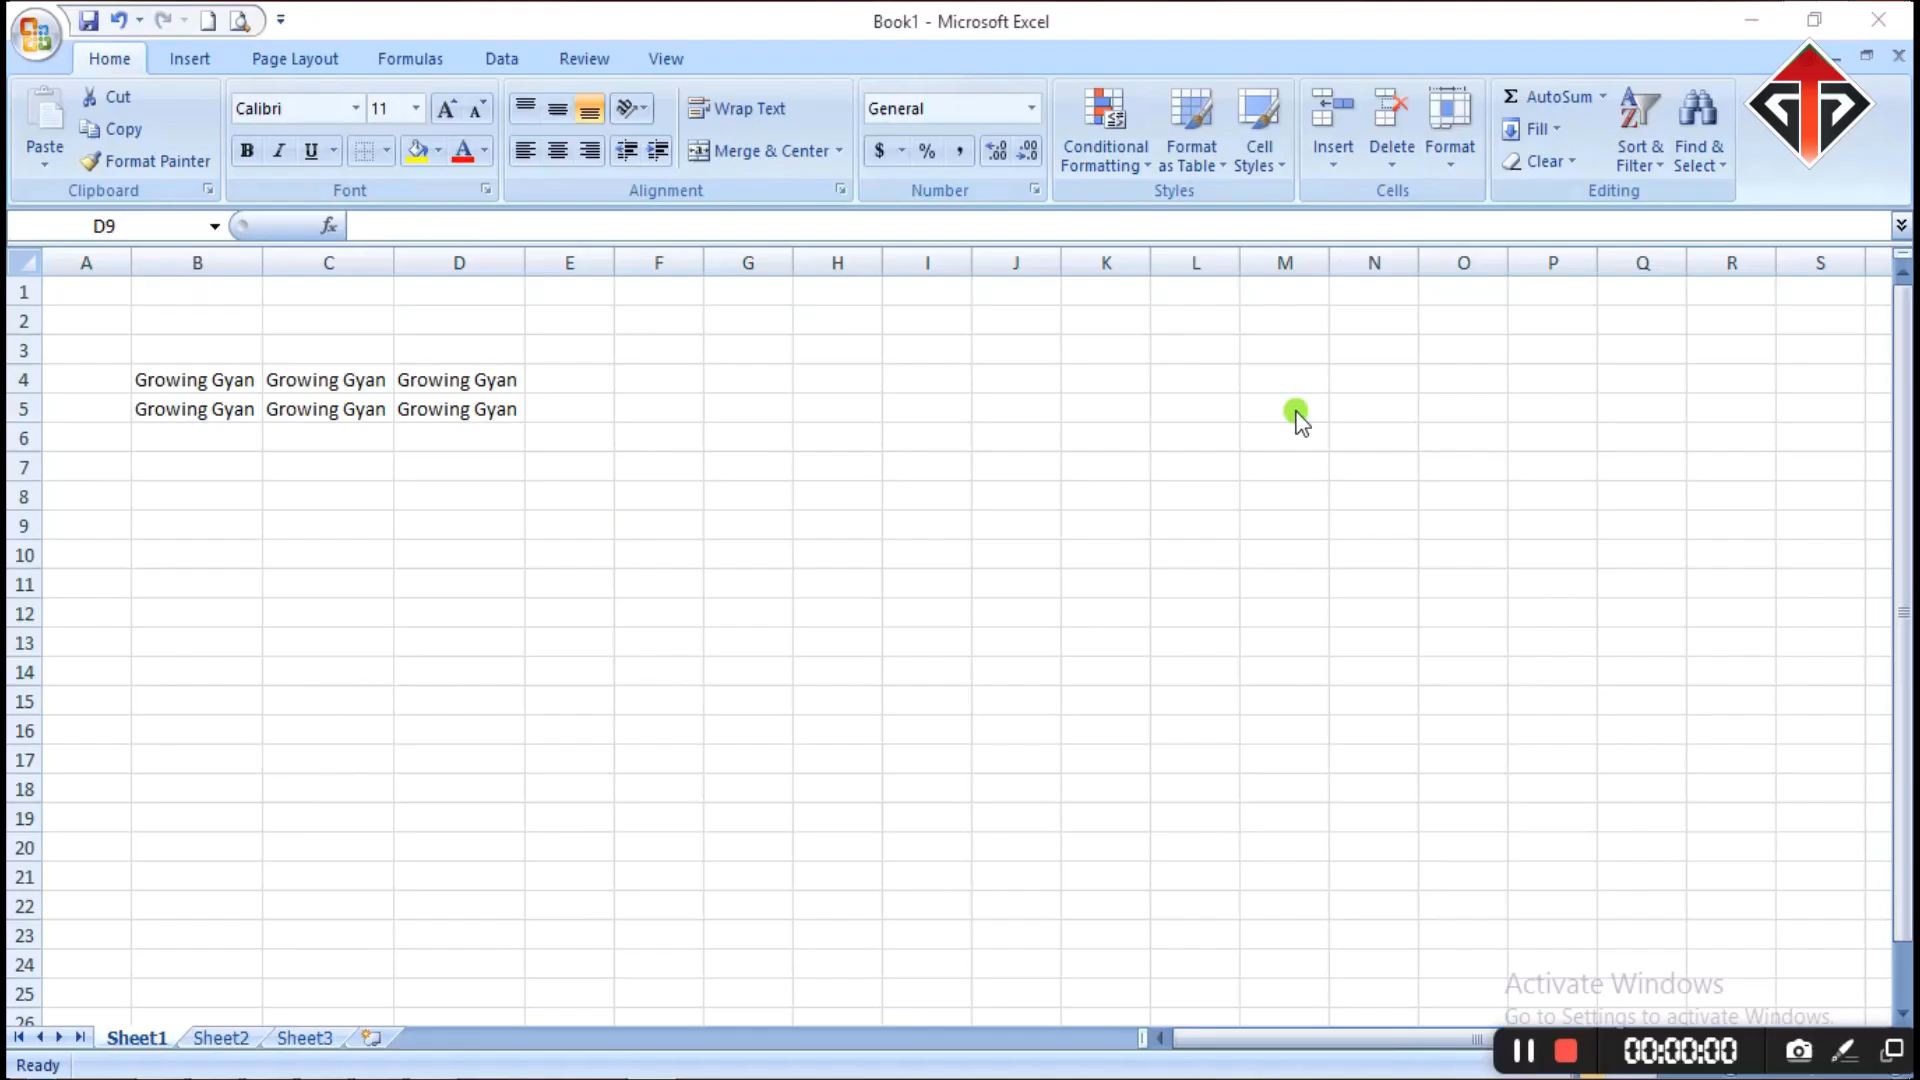 Book1 - Microsoft Excel
Home Insert Page Layout Formulas Data Review View
Paste
Cut
Copy
Format Painter
Clipboard
Calibri 11
B I U A
Font
Wrap Text
Merge & Center
Alignment
General
$ % ,
Number
Conditional Formatting
Format as Table
Cell Styles
Styles
Insert Delete Format
Cells
Σ AutoSum
Fill
Clear
Sort & Filter
Find & Select
Editing
D9 fx
A B C D E F G H I J K L M N O P Q R S
1
2
3
4 Growing Gyan Growing Gyan Growing Gyan
5 Growing Gyan Growing Gyan Growing Gyan
6
7
8
9
10
11
12
13
14
15
16
17
18
19
20
21
22
23
24
25
26
Activate Windows
Go to Settings to activate Windows.
Sheet1 Sheet2 Sheet3
Ready
00:00:00